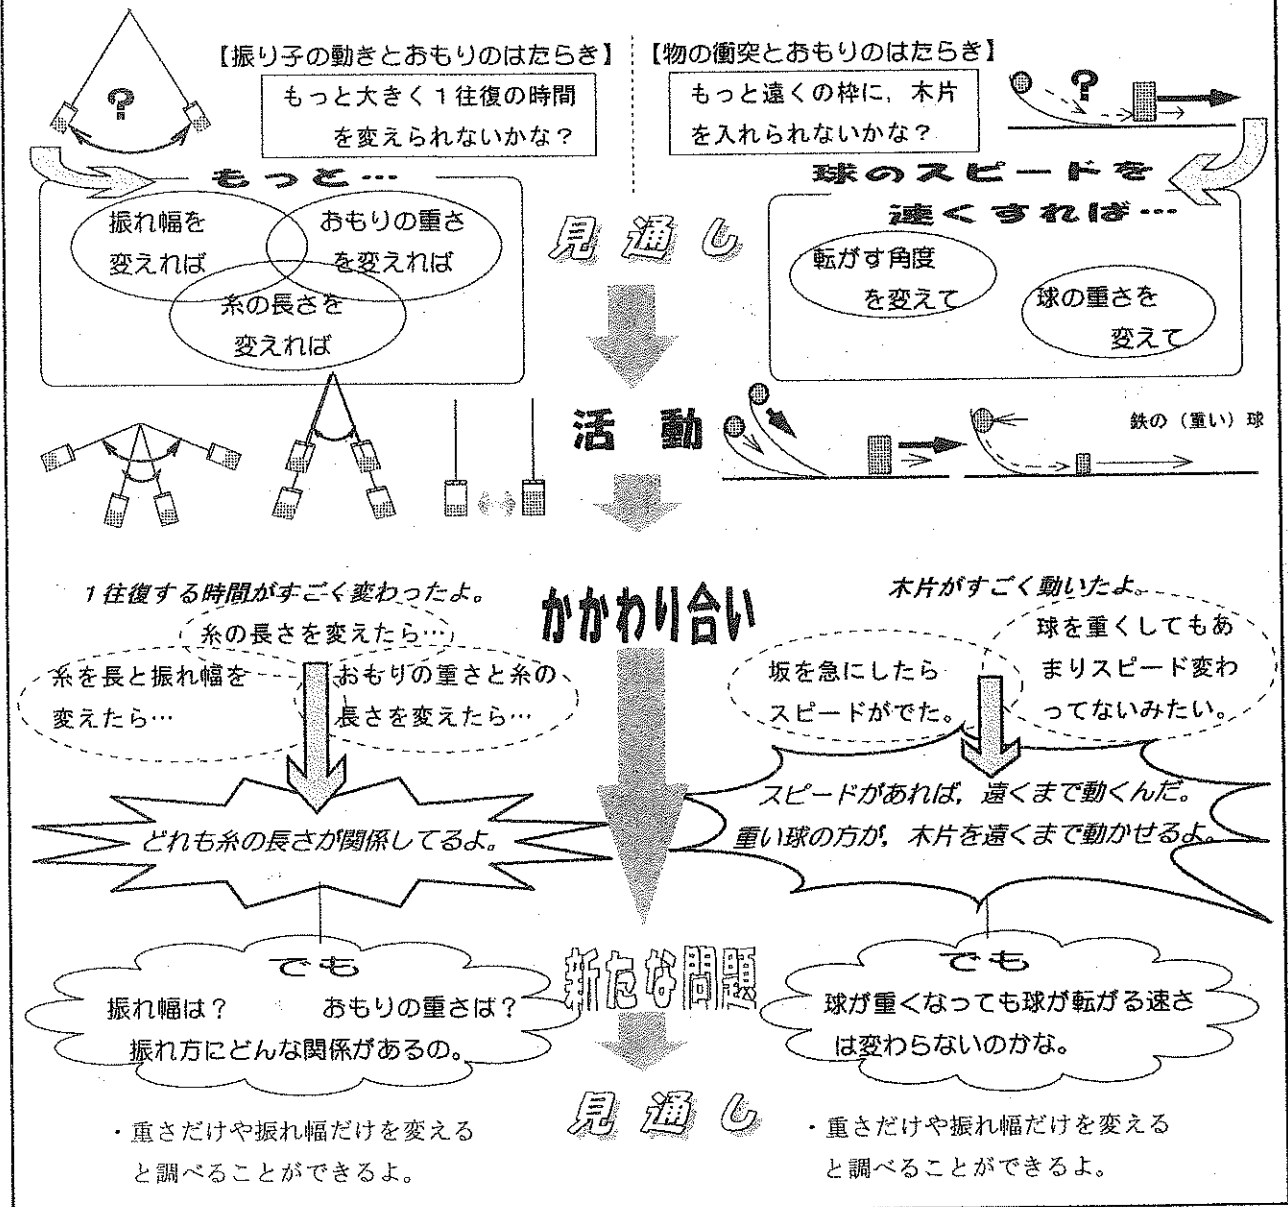 【振り子の動きとおもりのはたらき】
もっと大きく1往復の時間
を変えられないかな?
?
もっと…
振れ幅を
変えれば
おもりの重さ
を変えれば
糸の長さを
変えれば
【物の衝突とおもりのはたらき】
もっと遠くの枠に,木片
を入れられないかな?
?
球のスピードを
速くすれば…
転がす角度
を変えて
球の重さを
変えて
見通し
活動
鉄の(重い)球
かかわり合い
1往復する時間がすごく変わったよ。
糸の長さを変えたら…
糸を長と振れ幅を
変えたら…
おもりの重さと糸の
長さを変えたら…
どれも糸の長さが関係してるよ。
木片がすごく動いたよ。
坂を急にしたら
スピードがでた。
球を重くしてもあ
まりスピード変わ
ってないみたい。
スピードがあれば,遠くまで動くんだ。
重い球の方が,木片を遠くまで動かせるよ。
新たな問題
でも
振れ幅は? おもりの重さは?
振れ方にどんな関係があるの。
でも
球が重くなっても球が転がる速さ
は変わらないのかな。
見通し
・重さだけや振れ幅だけを変える
と調べることができるよ。
・重さだけや振れ幅だけを変える
と調べることができるよ。